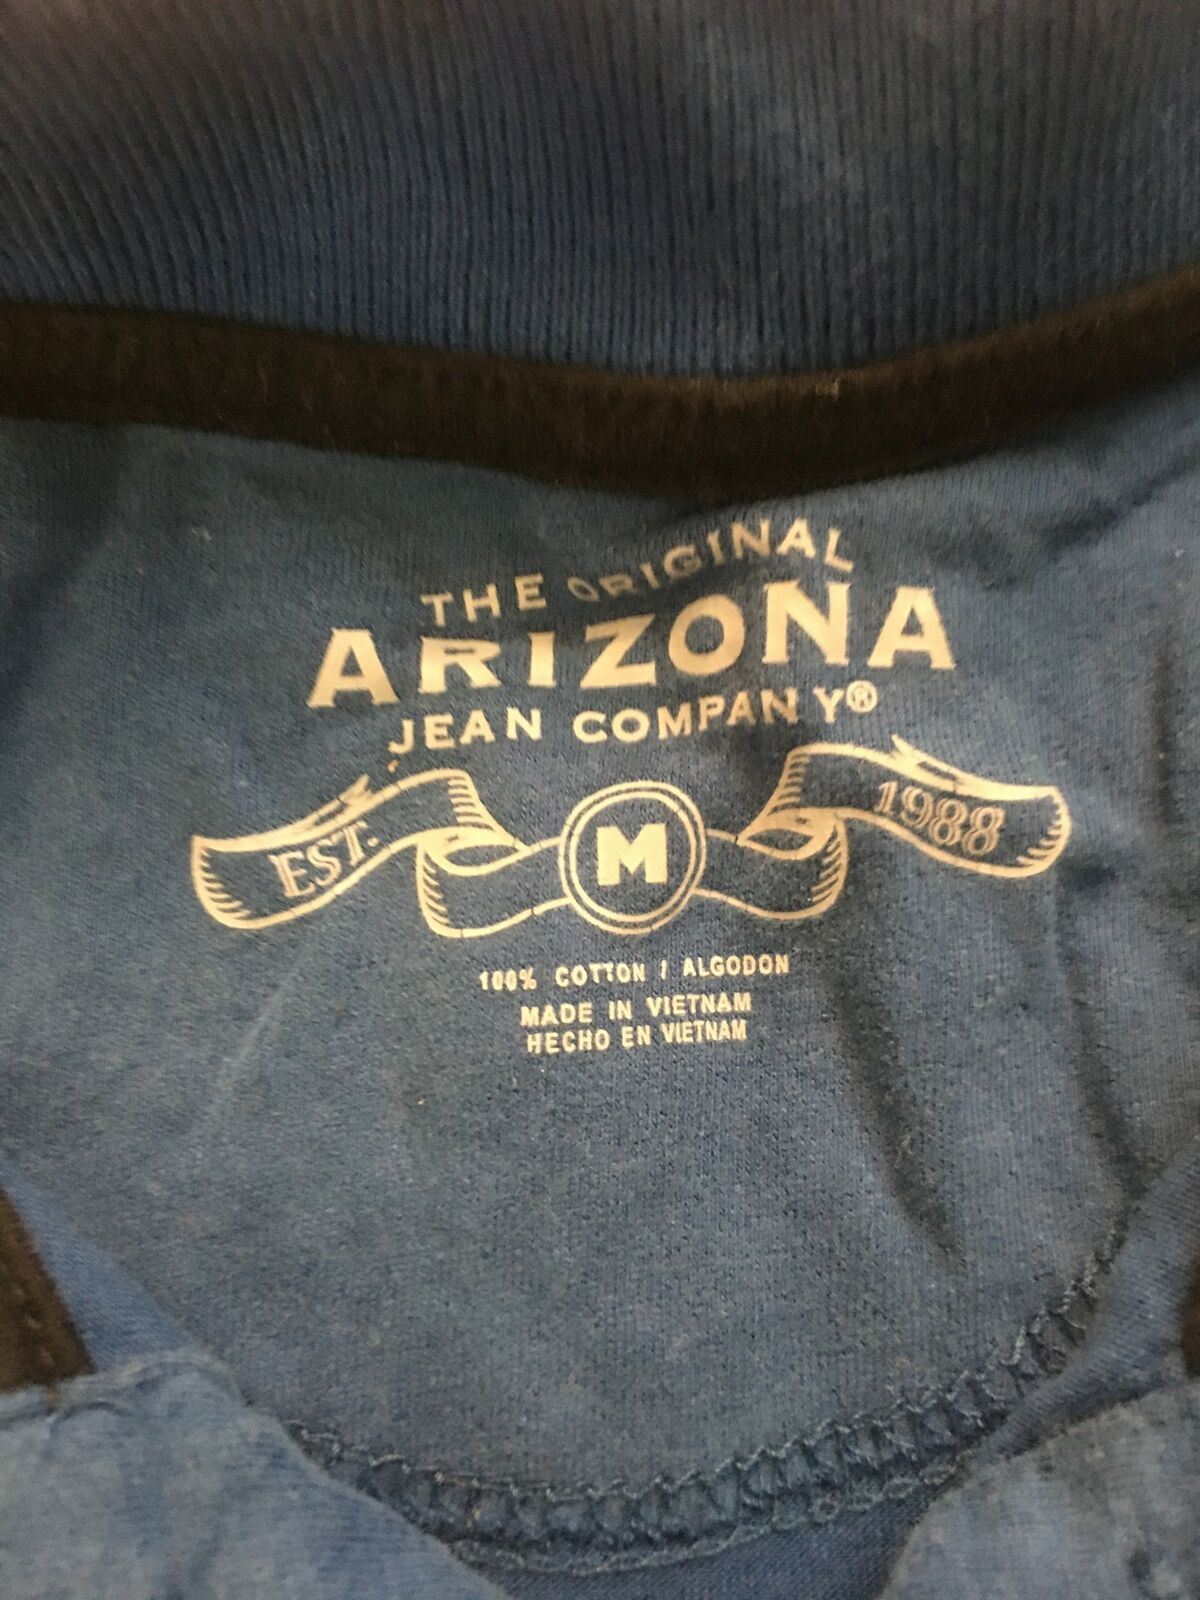 THE ORIGINAL
ARIZONA
JEAN COMPANY®
EST. M 1988
100% COTTON / ALGODON
MADE IN VIETNAM
HECHO EN VIETNAM